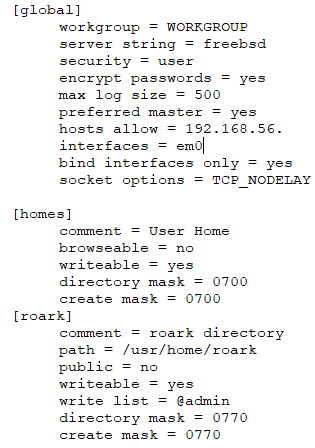 [global]
workgroup = WORKGROUP
server string = freebsd
security = user
encrypt passwords = yes
max log size = 500
preferred master = yes
hosts allow = 192.168.56.
interfaces = em0
bind interfaces only = yes
socket options = TCP_NODELAY
[homes]
comment = User Home
browseable = no
writeable = yes
directory mask = 0700
create mask = 0700
[roark]
comment = roark directory
path = /usr/home/roark
public = no
writeable = yes
write list = @admin
directory mask = 0770
create mask = 0770